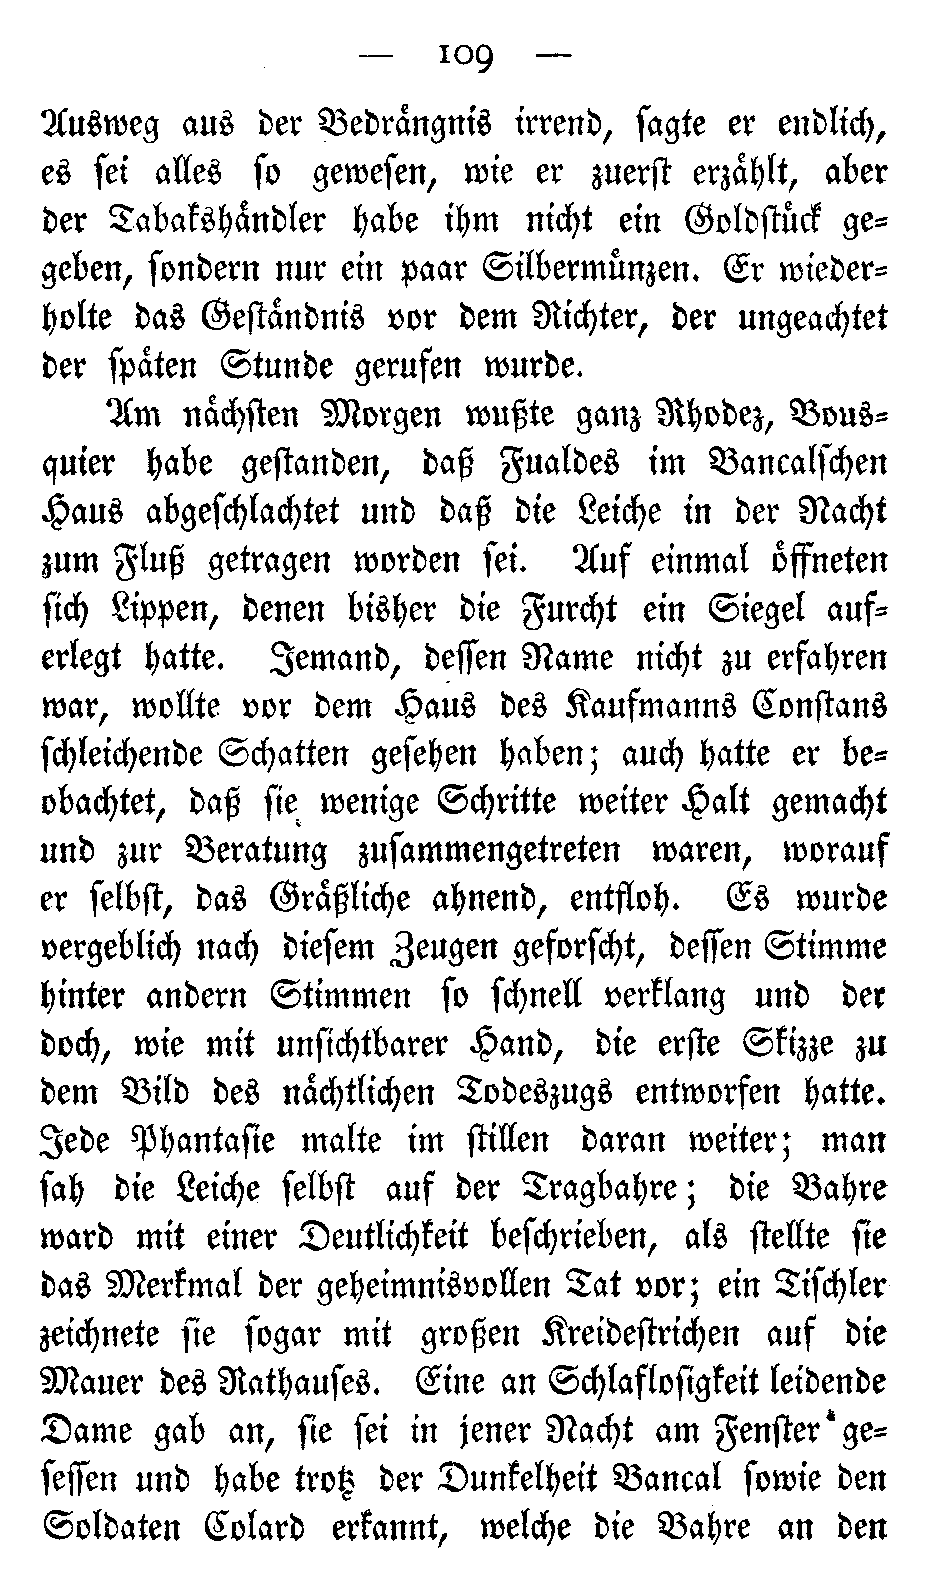 — 109 —
Ausweg aus der Bedrängnis irrend, sagte er endlich,
es sei alles so gewesen, wie er zuerst erzählt, aber
der Tabakshändler habe ihm nicht ein Goldstück ge=
geben, sondern nur ein paar Silbermünzen. Er wieder=
holte das Geständnis vor dem Richter, der ungeachtet
der späten Stunde gerufen wurde.
Am nächsten Morgen wußte ganz Rhodez, Bous=
quier habe gestanden, daß Fualdes im Bancalschen
Haus abgeschlachtet und daß die Leiche in der Nacht
zum Fluß getragen worden sei. Auf einmal öffneten
sich Lippen, denen bisher die Furcht ein Siegel auf=
erlegt hatte. Jemand, dessen Name nicht zu erfahren
war, wollte vor dem Haus des Kaufmanns Constans
schleichende Schatten gesehen haben; auch hatte er be=
obachtet, daß sie wenige Schritte weiter Halt gemacht
und zur Beratung zusammengetreten waren, worauf
er selbst, das Gräßliche ahnend, entfloh. Es wurde
vergeblich nach diesem Zeugen geforscht, dessen Stimme
hinter andern Stimmen so schnell verklang und der
doch, wie mit unsichtbarer Hand, die erste Skizze zu
dem Bild des nächtlichen Todeszugs entworfen hatte.
Jede Phantasie malte im stillen daran weiter; man
sah die Leiche selbst auf der Tragbahre; die Bahre
ward mit einer Deutlichkeit beschrieben, als stellte sie
das Merkmal der geheimnisvollen Tat vor; ein Tischler
zeichnete sie sogar mit großen Kreidestrichen auf die
Mauer des Rathauses. Eine an Schlaflosigkeit leidende
Dame gab an, sie sei in jener Nacht am Fenster ge=
sessen und habe trotz der Dunkelheit Bancal sowie den
Soldaten Colard erkannt, welche die Bahre an den